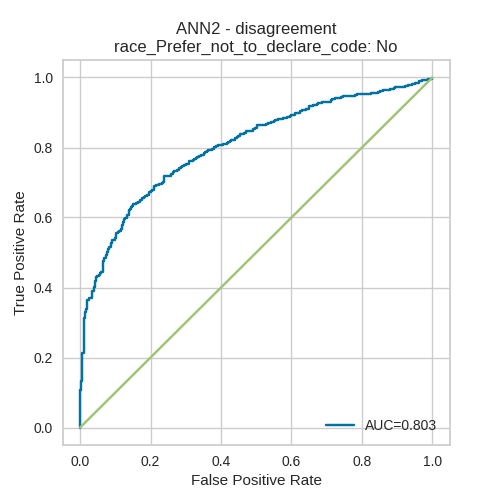 ANN2 - disagreement
race_Prefer_not_to_declare_code: No
1.0
0.8
0.6
0.4
0.2
0.0
True Positive Rate
AUC=0.803
0.0 0.2 0.4 0.6 0.8 1.0
False Positive Rate